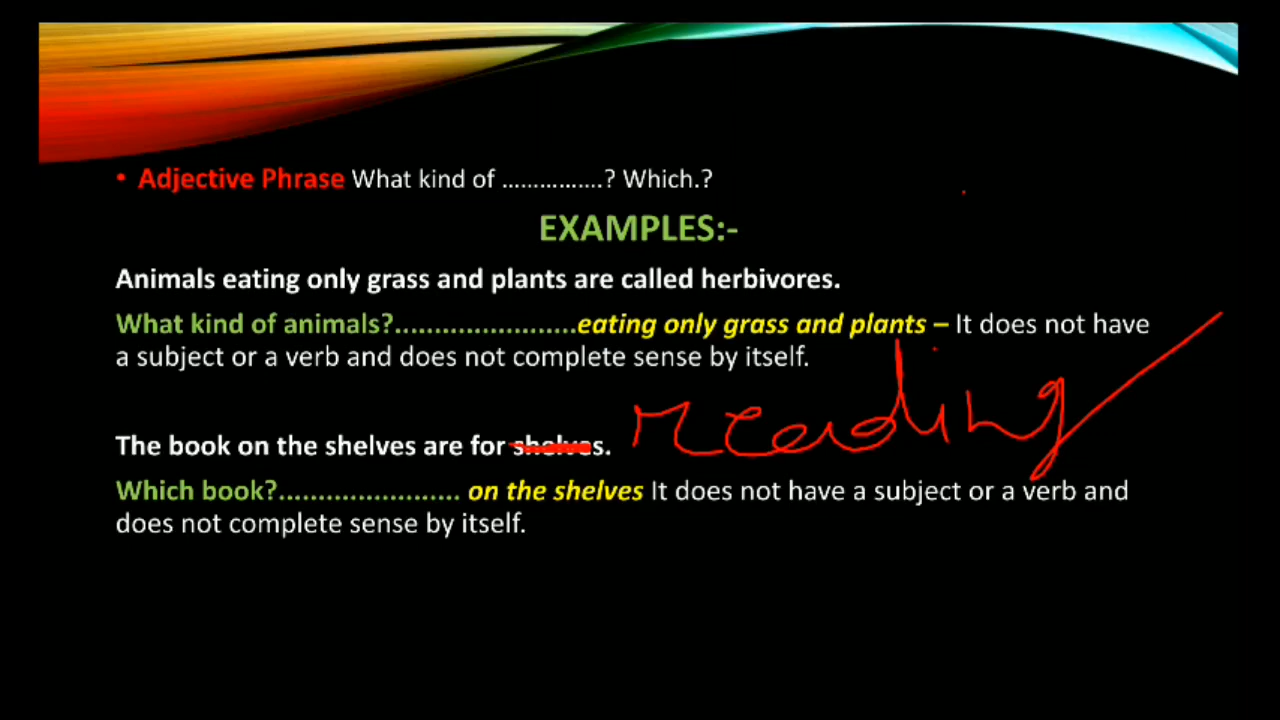 • Adjective Phrase What kind of ................? Which.?
EXAMPLES:-
Animals eating only grass and plants are called herbivores.
What kind of animals?.......................eating only grass and plants – It does not have
a subject or a verb and does not complete sense by itself.
The book on the shelves are for shelves. reading
Which book?....................... on the shelves It does not have a subject or a verb and
does not complete sense by itself.